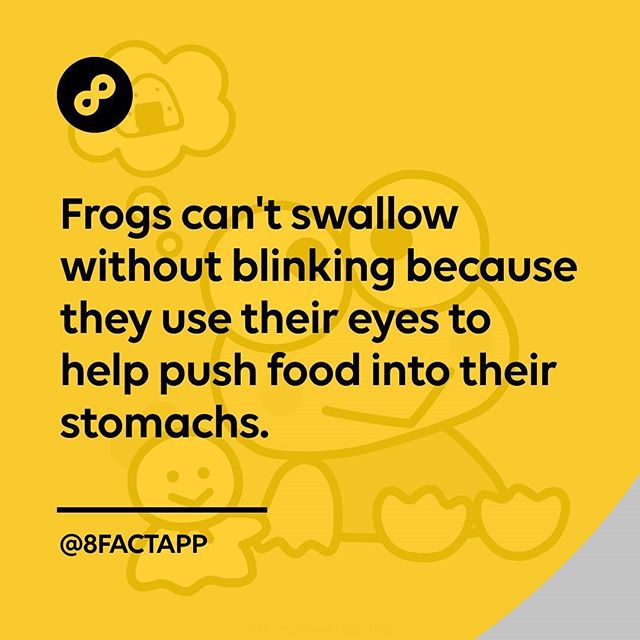 Frogs can't swallow
without blinking because
they use their eyes to
help push food into their
stomachs.
@8FACTAPP